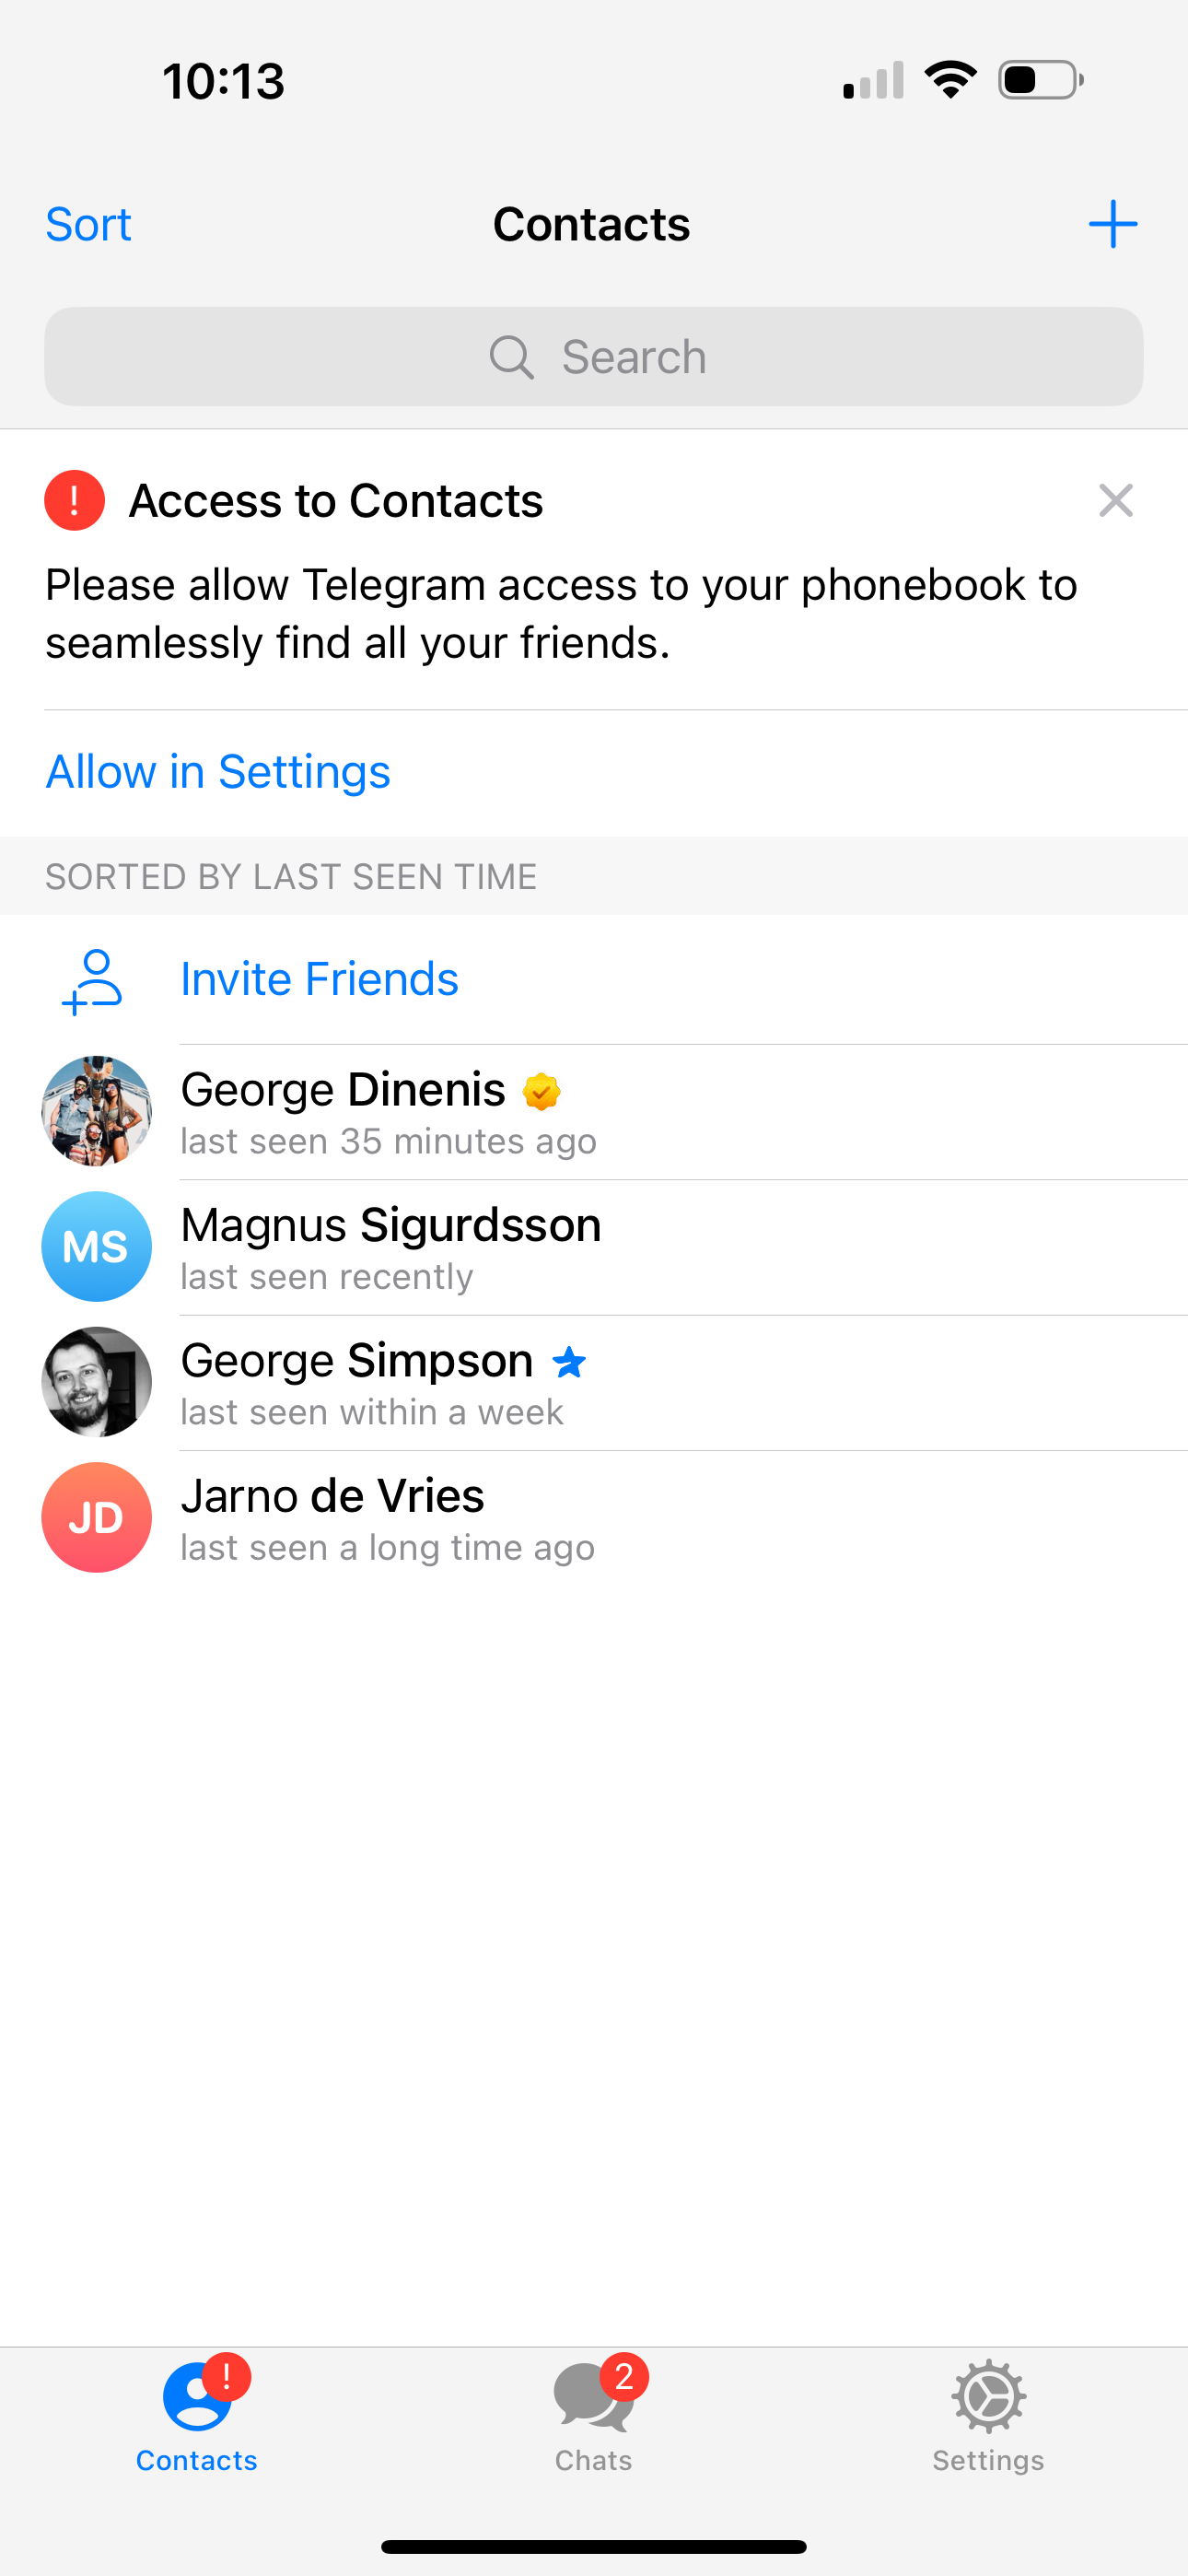 10:13
Sort
Contacts
Search
! Access to Contacts
Please allow Telegram access to your phonebook to
seamlessly find all your friends.
Allow in Settings
SORTED BY LAST SEEN TIME
Invite Friends
George Dinenis
last seen 35 minutes ago
MS
Magnus Sigurdsson
last seen recently
George Simpson
last seen within a week
JD
Jarno de Vries
last seen a long time ago
!
2
Contacts
Chats
Settings